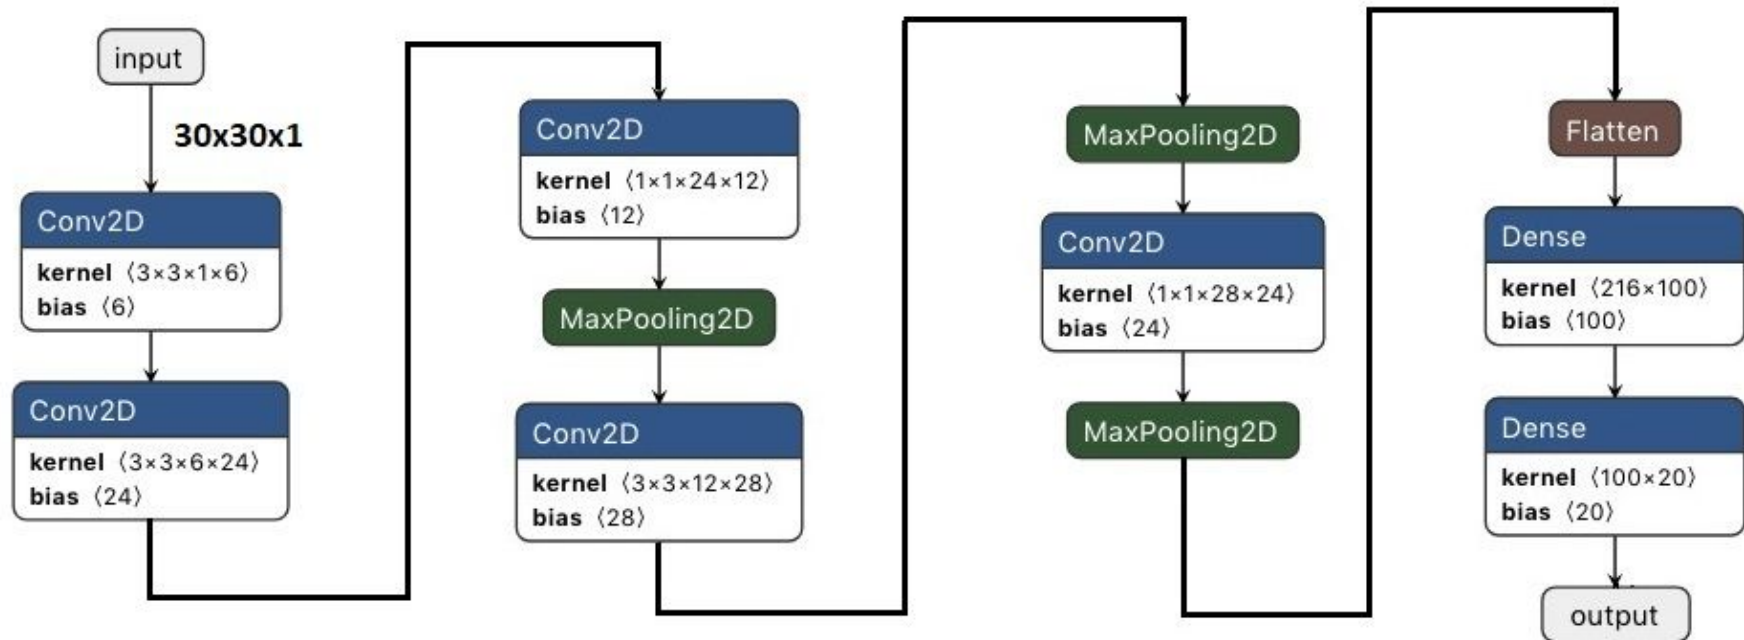 input
30x30x1
Conv2D
kernel ⟨3×3×1×6⟩
bias ⟨6⟩
Conv2D
kernel ⟨3×3×6×24⟩
bias ⟨24⟩
Conv2D
kernel ⟨1×1×24×12⟩
bias ⟨12⟩
MaxPooling2D
Conv2D
kernel ⟨3×3×12×28⟩
bias ⟨28⟩
MaxPooling2D
Conv2D
kernel ⟨1×1×28×24⟩
bias ⟨24⟩
MaxPooling2D
Flatten
Dense
kernel ⟨216×100⟩
bias ⟨100⟩
Dense
kernel ⟨100×20⟩
bias ⟨20⟩
output